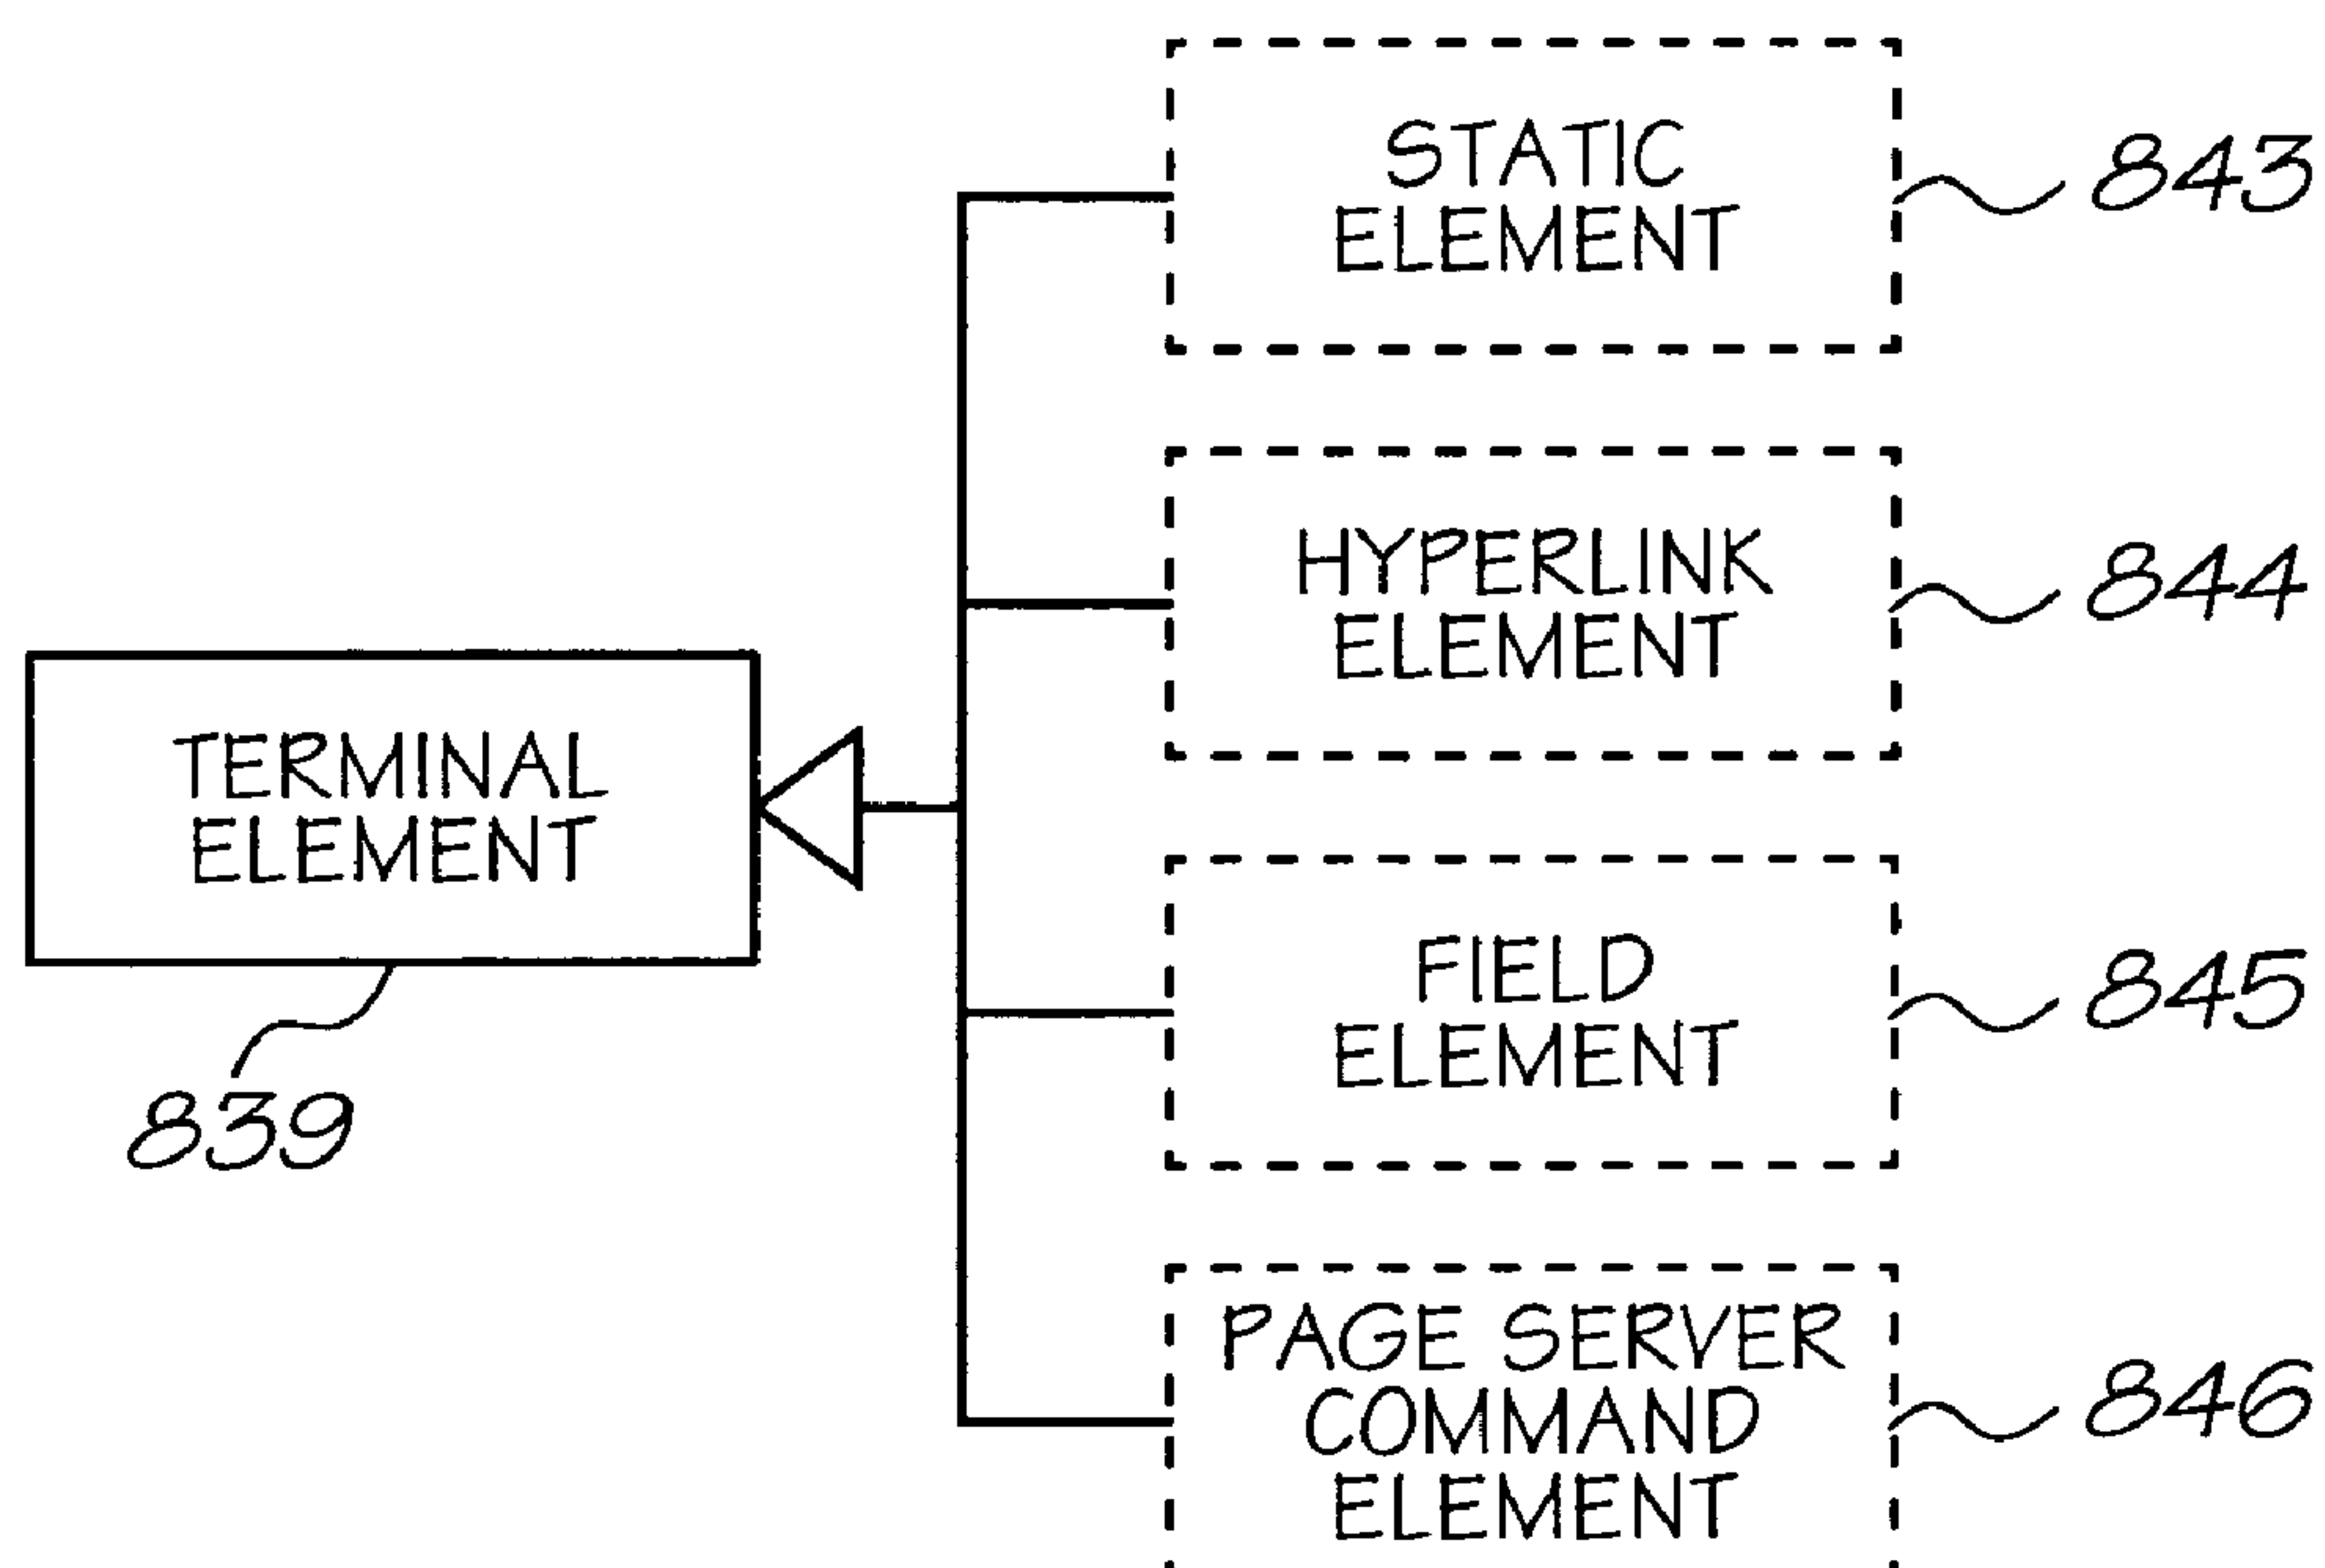 STATIC
ELEMENT
843
HYPERLINK
ELEMENT
844
TERMINAL
ELEMENT
839
FIELD
ELEMENT
845
PAGE SERVER
COMMAND
ELEMENT
846